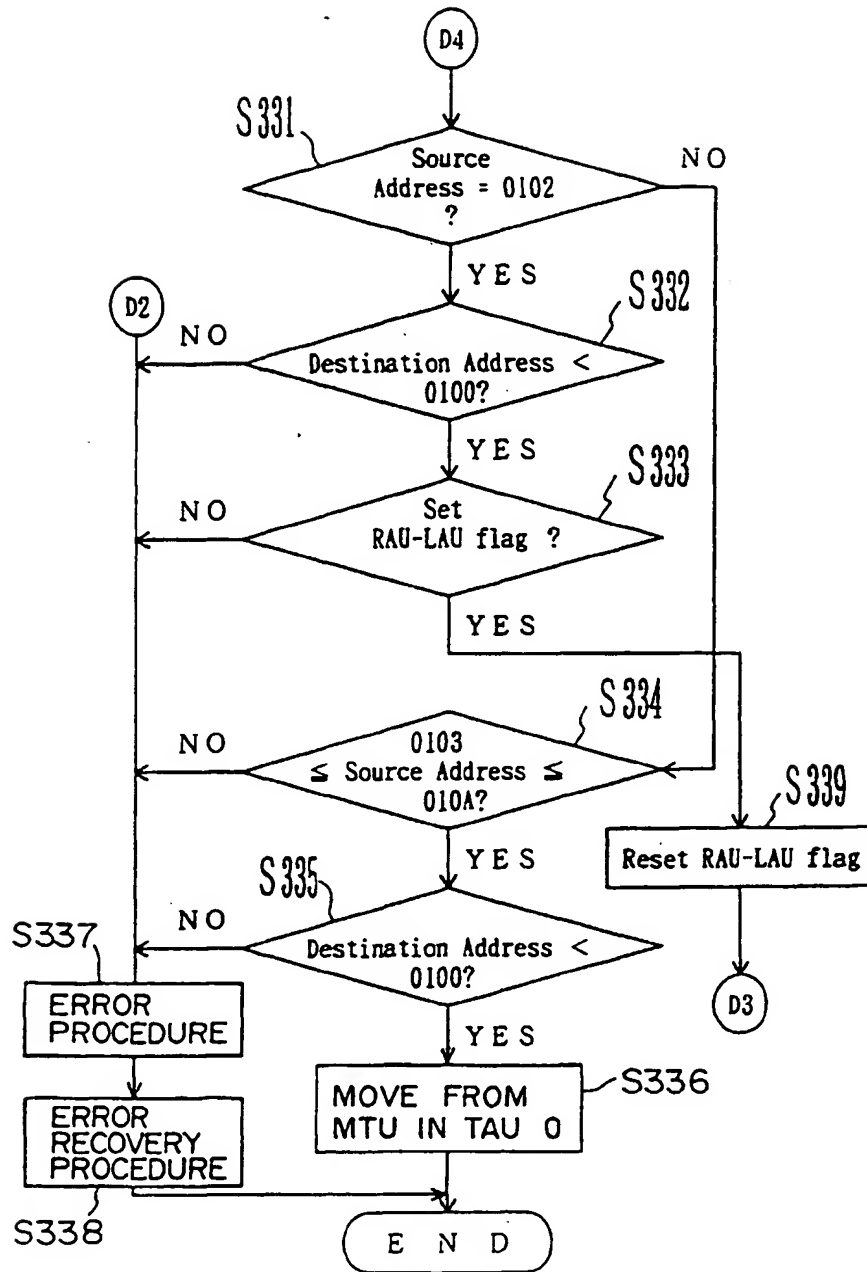 D4
S331
Source
Address = 0102
?
NO
YES
D2
S332
NO
Destination Address <
0100?
YES
S333
NO
Set
RAU-LAU flag ?
YES
S334
NO
0103
≦ Source Address ≦
010A?
S339
YES
Reset RAU-LAU flag
S335
NO
Destination Address <
0100?
S337
D3
ERROR
PROCEDURE
YES
S336
MOVE FROM
MTU IN TAU 0
ERROR
RECOVERY
PROCEDURE
S338
END